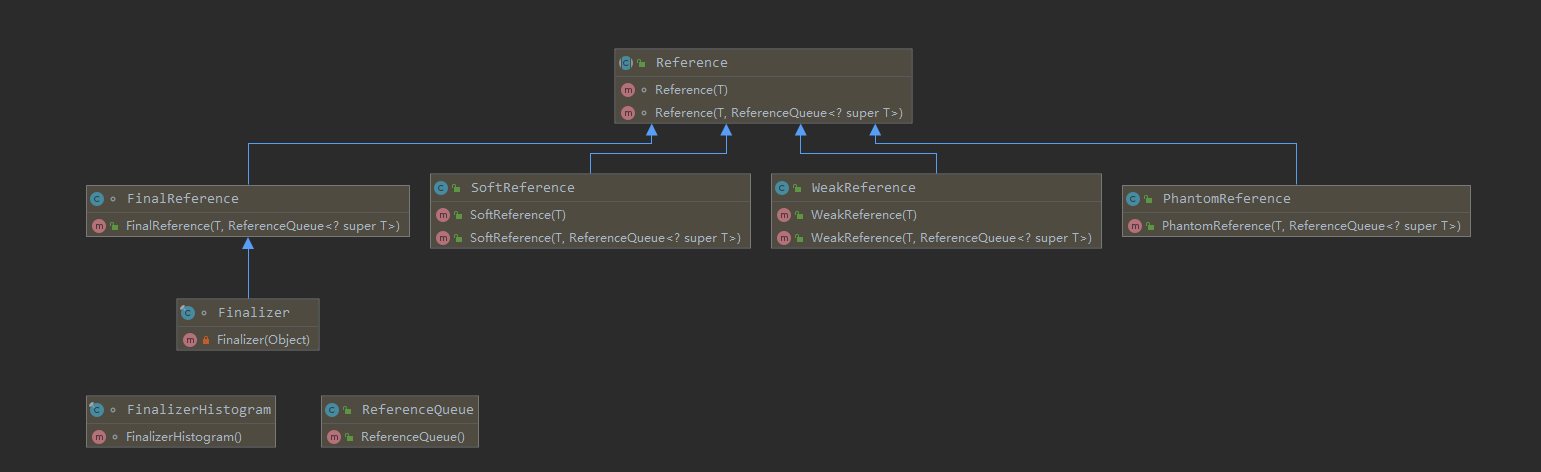 Reference
Reference(T)
Reference(T, ReferenceQueue<? super T>)
FinalReference
FinalReference(T, ReferenceQueue<? super T>)
SoftReference
SoftReference(T)
SoftReference(T, ReferenceQueue<? super T>)
WeakReference
WeakReference(T)
WeakReference(T, ReferenceQueue<? super T>)
PhantomReference
PhantomReference(T, ReferenceQueue<? super T>)
Finalizer
Finalizer(Object)
FinalizerHistogram
FinalizerHistogram()
ReferenceQueue
ReferenceQueue()